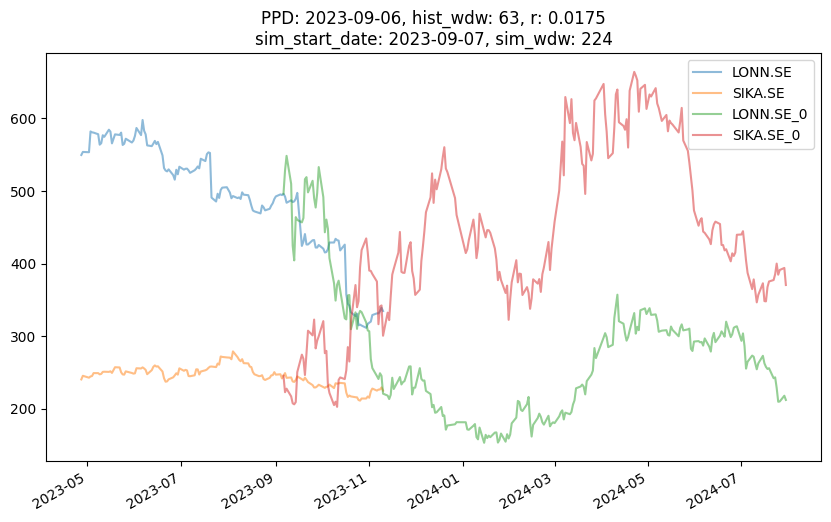 PPD: 2023-09-06, hist_wdw: 63, r: 0.0175
sim_start_date: 2023-09-07, sim_wdw: 224
LONN.SE
SIKA.SE
LONN.SE_0
SIKA.SE_0
600
500
400
300
200
2023-05
2023-07
2023-09
2023-11
2024-01
2024-03
2024-05
2024-07